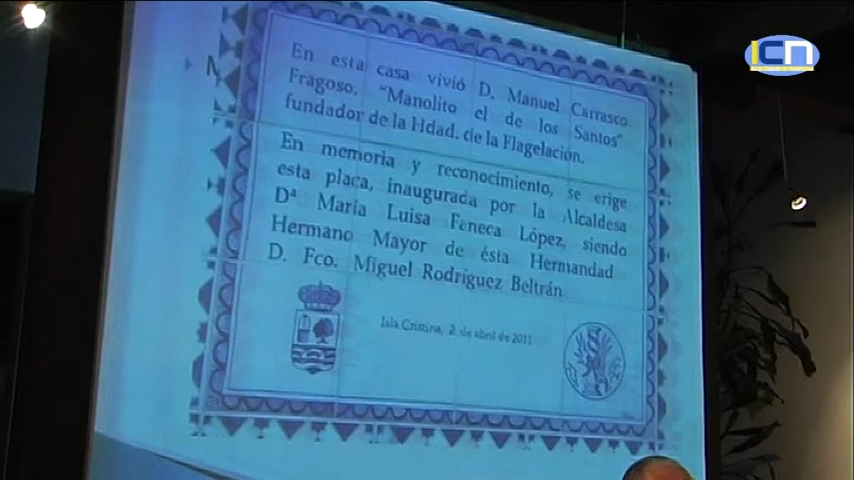 ICN
En esta casa vivió D. Manuel Carrasco
Fragoso, "Manolito el de los Santos"
fundador de la Hdad. de la Flagelación.
En memoria y reconocimiento, se erige
esta placa, inaugurada por la Alcaldesa
Dª María Luisa Faneca López, siendo
Hermano Mayor de ésta Hermandad
D. Fco. Miguel Rodríguez Beltrán
Isla Cristina, 2 de abril de 2011